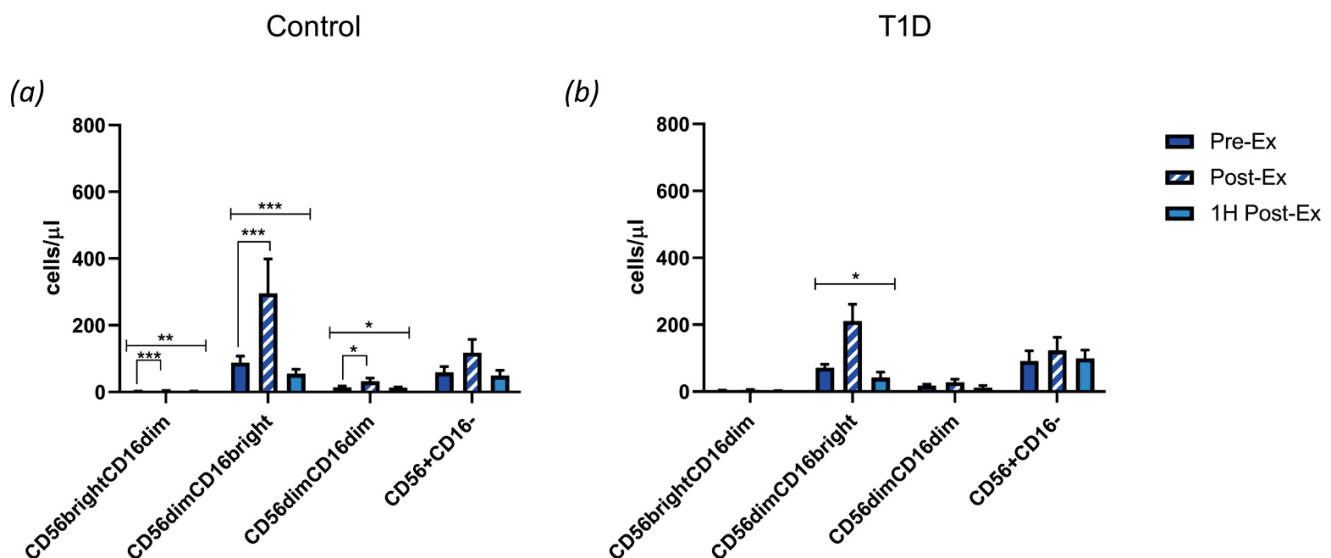 Control
T1D
(a)
(b)
800
600
400
200
0
cells/μl
***
**
***
***
*
*
CD56brightCD16dim
CD56dimCD16bright
CD56dimCD16dim
CD56+CD16-
800
600
400
200
0
cells/μl
*
CD56brightCD16dim
CD56dimCD16bright
CD56dimCD16dim
CD56+CD16-
Pre-Ex
Post-Ex
1H Post-Ex